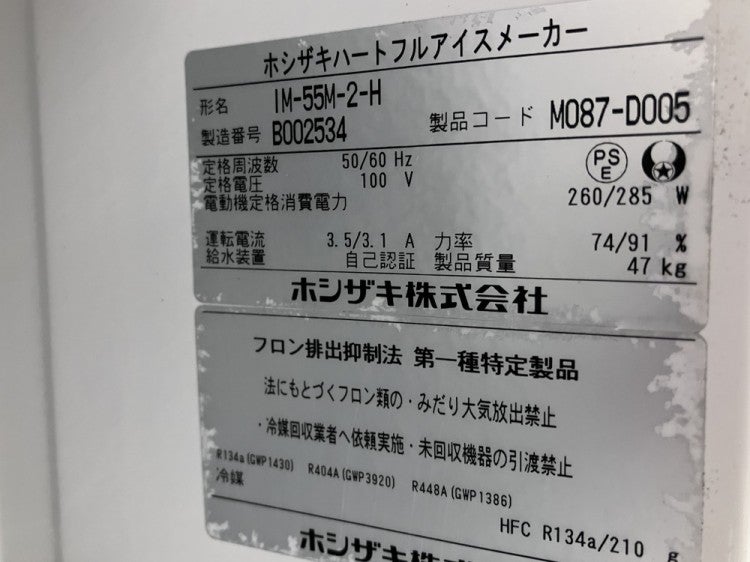 ホシザキハートフルアイスメーカー
形名 IM-55M-2-H
製造番号 B002534 製品コード M087-D005
定格周波数 50/60 Hz
PS E
定格電圧 100 V
電動機定格消費電力 260/285 W
運転電流 3.5/3.1 A 力率 74/91 %
給水装置 自己認証 製品質量 47 kg
ホシザキ株式会社
フロン排出抑制法 第一種特定製品
法にもとづくフロン類の・みだり大気放出禁止
・冷媒回収業者へ依頼実施・未回収機器の引渡禁止
R134a(GWP1430) R404A(GWP3920) R448A(GWP1386)
冷媒 HFC R134a/210 g
ホシザキ株式会